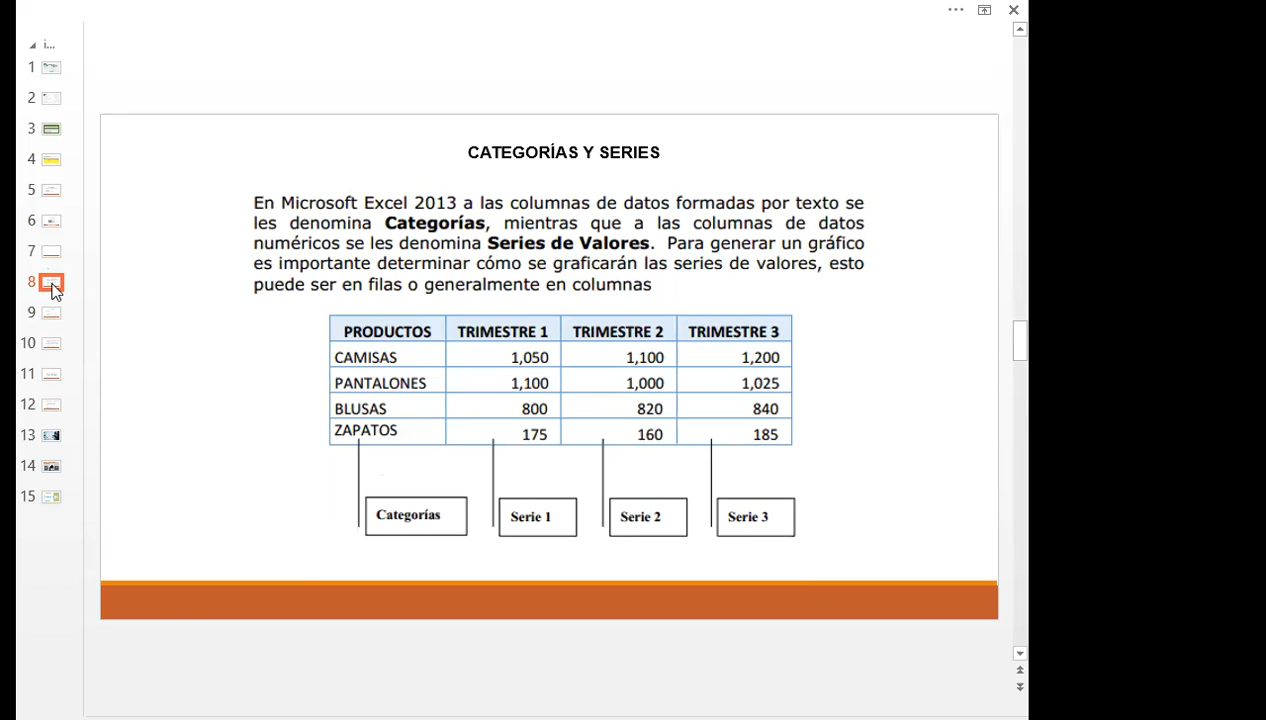 i...
1
2
3
4
5
6
7
8
9
10
11
12
13
14
15
CATEGORÍAS Y SERIES
En Microsoft Excel 2013 a las columnas de datos formadas por texto se
les denomina Categorías, mientras que a las columnas de datos
numéricos se les denomina Series de Valores. Para generar un gráfico
es importante determinar cómo se graficarán las series de valores, esto
puede ser en filas o generalmente en columnas
PRODUCTOS TRIMESTRE 1 TRIMESTRE 2 TRIMESTRE 3
CAMISAS 1,050 1,100 1,200
PANTALONES 1,100 1,000 1,025
BLUSAS 800 820 840
ZAPATOS 175 160 185
Categorías Serie 1 Serie 2 Serie 3